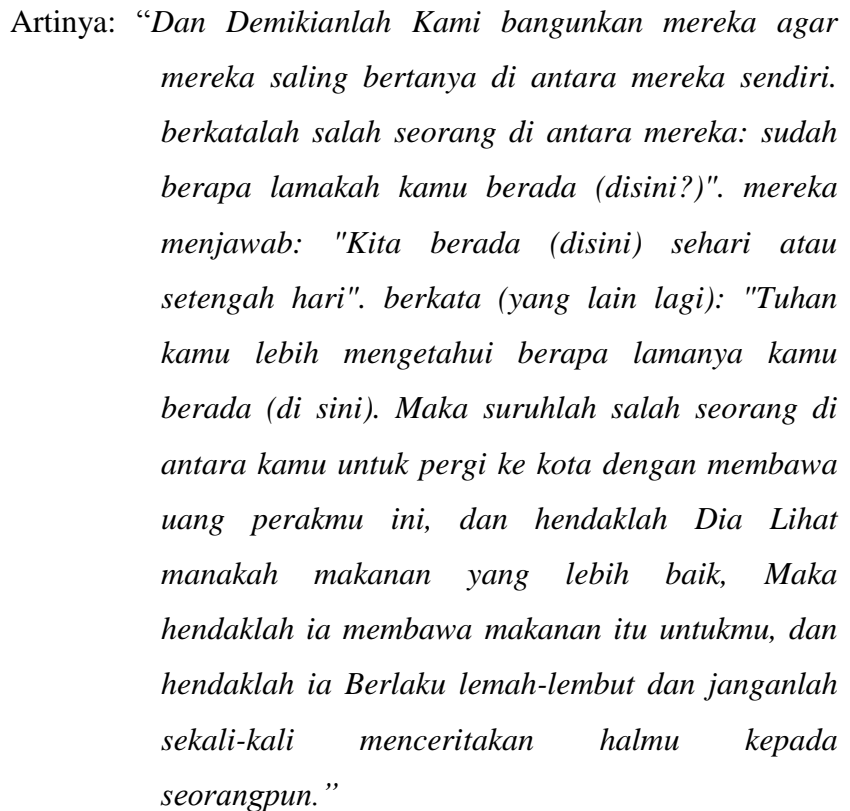 Artinya: “Dan Demikianlah Kami bangunkan mereka agar
mereka saling bertanya di antara mereka sendiri.
berkatalah salah seorang di antara mereka: sudah
berapa lamakah kamu berada (disini?)". mereka
menjawab: "Kita berada (disini) sehari atau
setengah hari". berkata (yang lain lagi): "Tuhan
kamu lebih mengetahui berapa lamanya kamu
berada (di sini). Maka suruhlah salah seorang di
antara kamu untuk pergi ke kota dengan membawa
uang perakmu ini, dan hendaklah Dia Lihat
manakah makanan yang lebih baik, Maka
hendaklah ia membawa makanan itu untukmu, dan
hendaklah ia Berlaku lemah-lembut dan janganlah
sekali-kali menceritakan halmu kepada
seorangpun.”